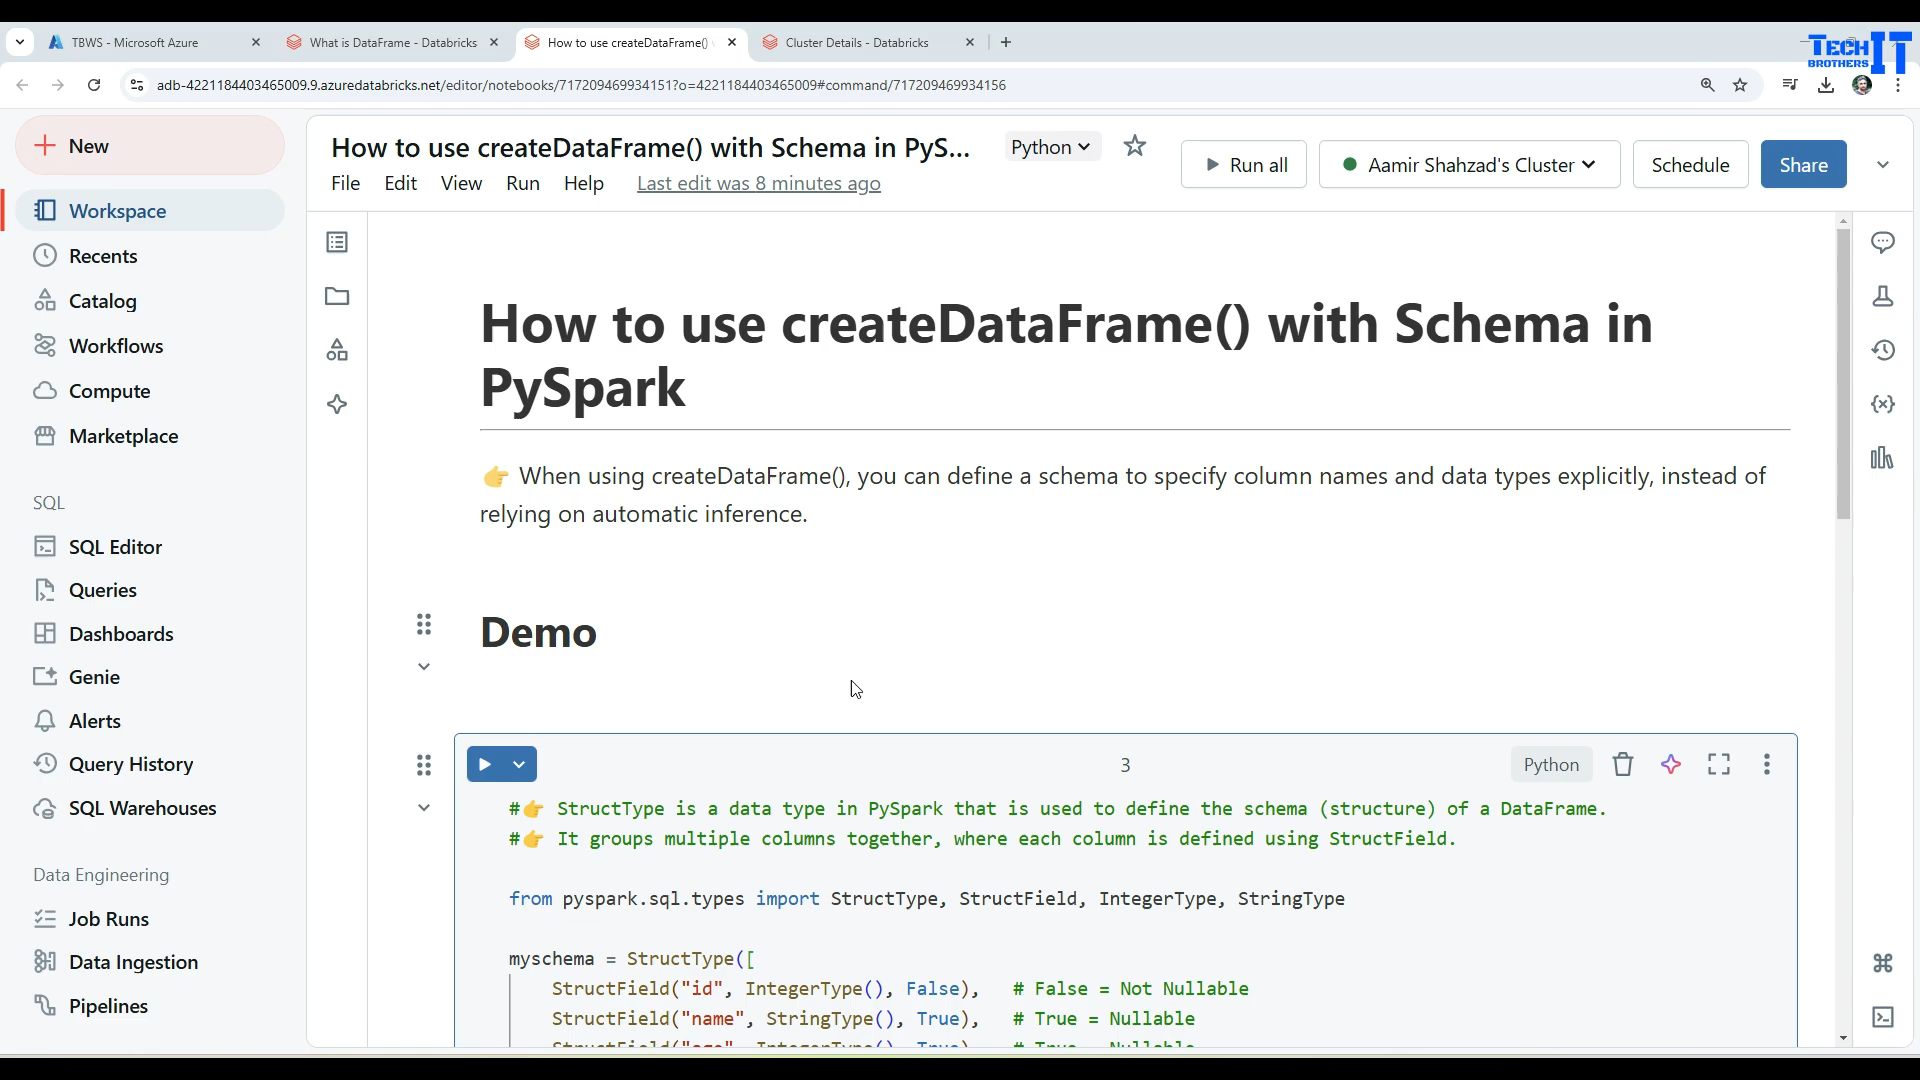 TBWS - Microsoft Azure
What is DataFrame - Databricks
How to use createDataFrame()
Cluster Details - Databricks
TECH IT
BROTHERS
adb-4221184403465009.9.azuredatabricks.net/editor/notebooks/717209469934151?o=4221184403465009#command/717209469934156
New
Workspace
Recents
Catalog
Workflows
Compute
Marketplace
SQL
SQL Editor
Queries
Dashboards
Genie
Alerts
Query History
SQL Warehouses
Data Engineering
Job Runs
Data Ingestion
Pipelines
How to use createDataFrame() with Schema in PyS...
Python
File Edit View Run Help Last edit was 8 minutes ago
Run all
Aamir Shahzad's Cluster
Schedule
Share
How to use createDataFrame() with Schema in
PySpark
👉 When using createDataFrame(), you can define a schema to specify column names and data types explicitly, instead of
relying on automatic inference.
Demo
3
Python
#👉 StructType is a data type in PySpark that is used to define the schema (structure) of a DataFrame.
#👉 It groups multiple columns together, where each column is defined using StructField.
from pyspark.sql.types import StructType, StructField, IntegerType, StringType
myschema = StructType([
StructField("id", IntegerType(), False), # False = Not Nullable
StructField("name", StringType(), True), # True = Nullable
StructField("age", IntegerType(), True), # True = Nullable